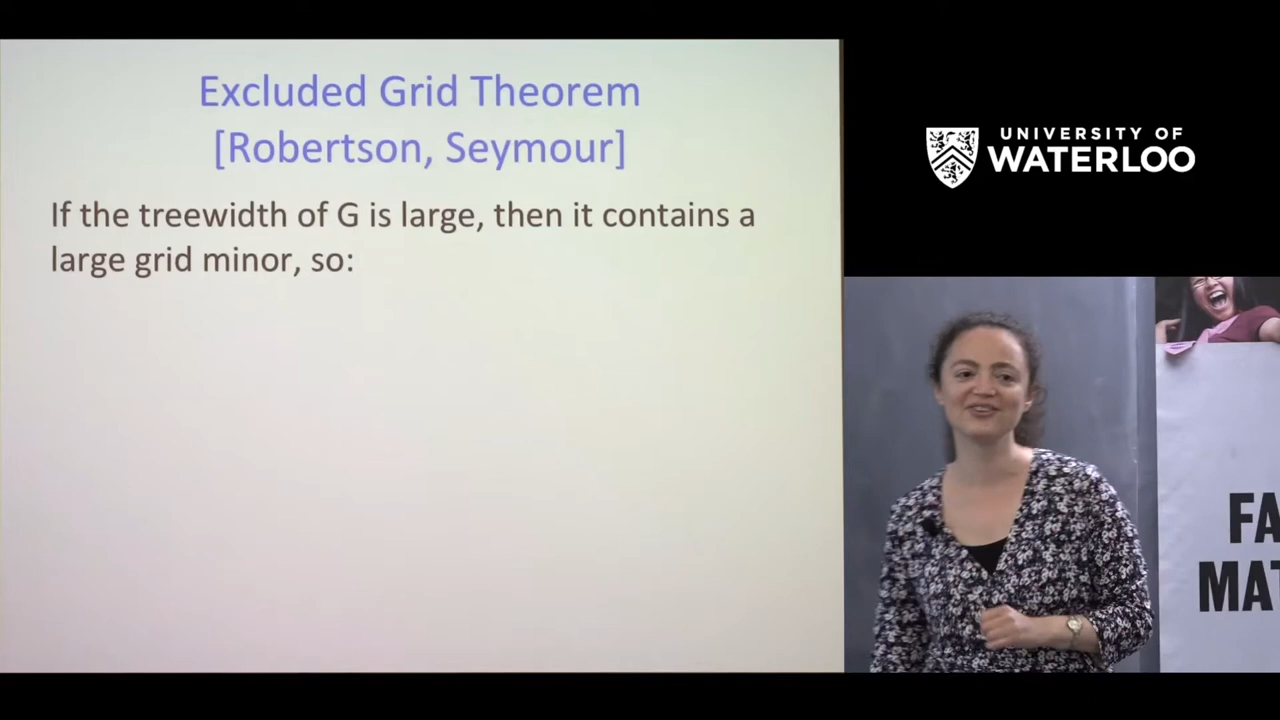 Excluded Grid Theorem
[Robertson, Seymour]
If the treewidth of G is large, then it contains a
large grid minor, so:
UNIVERSITY OF
WATERLOO
FA
MAT